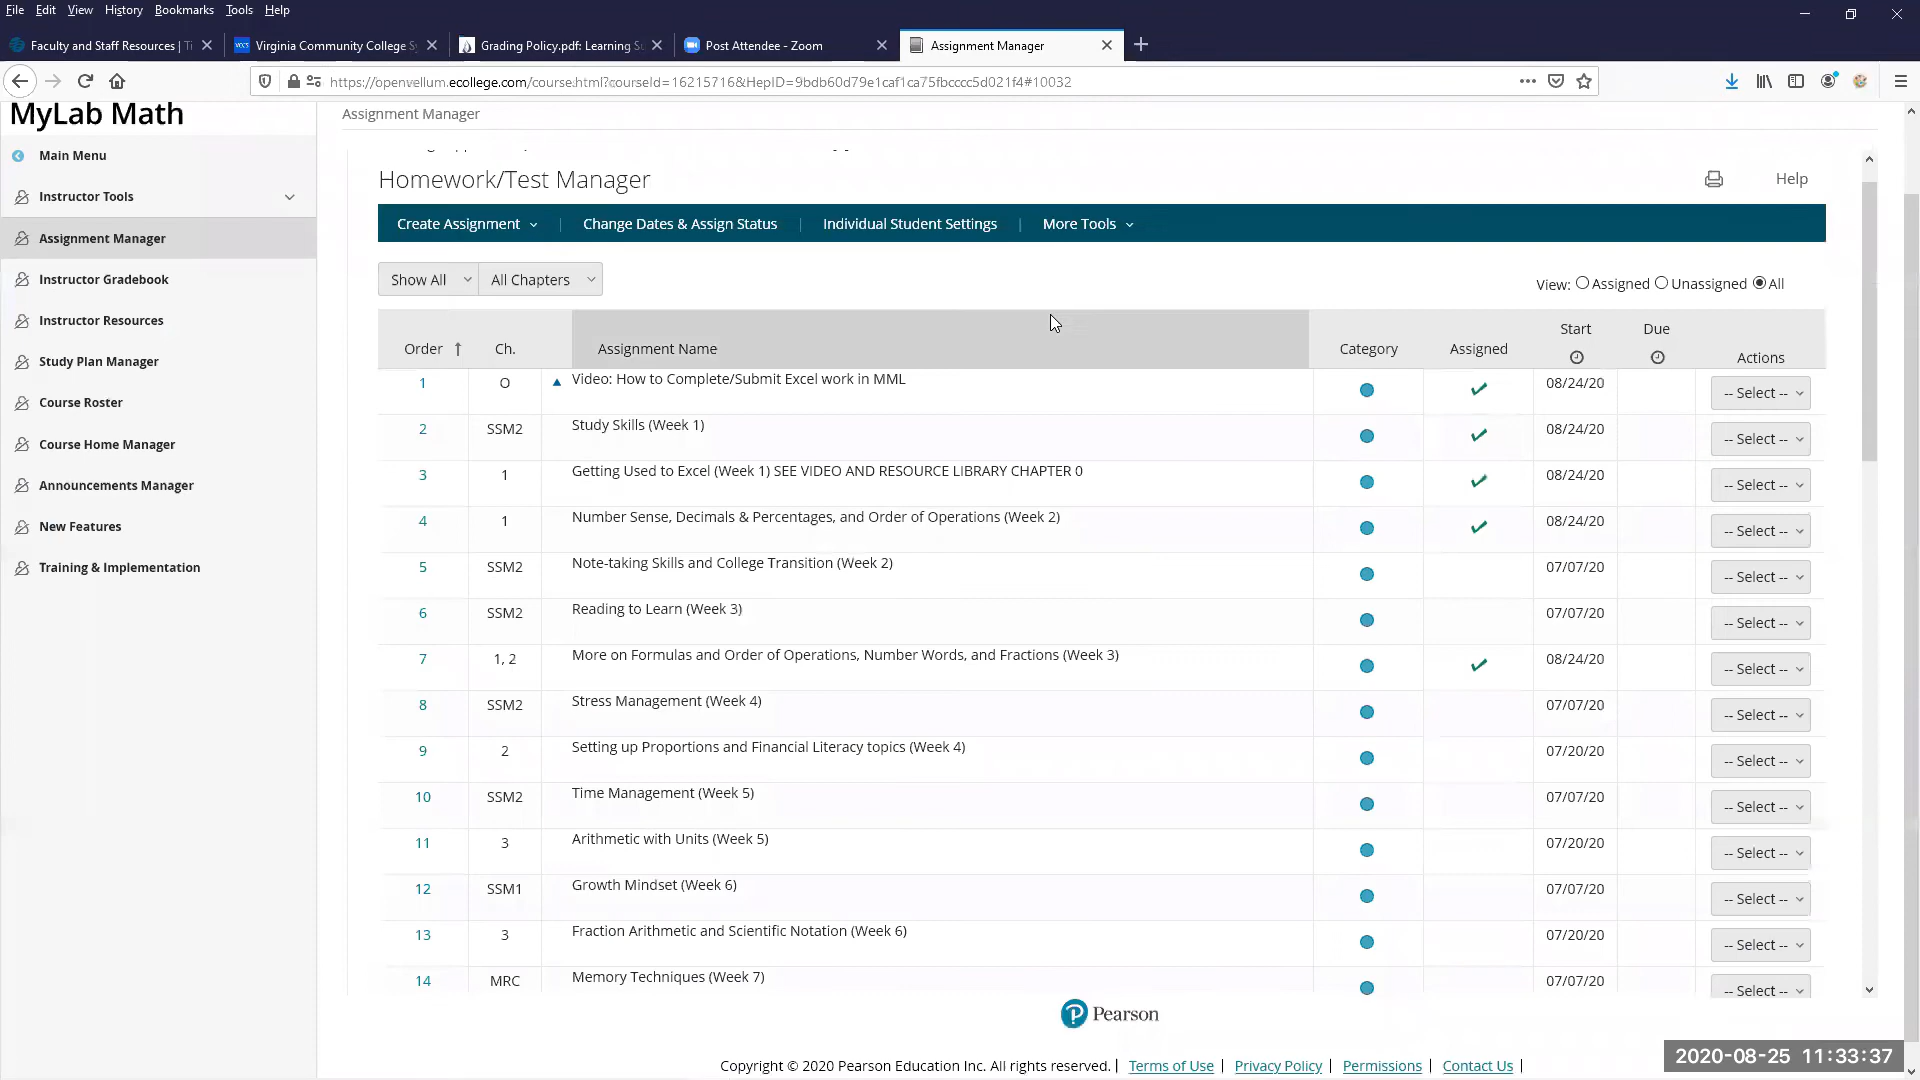 File Edit View History Bookmarks Tools Help
Faculty and Staff Resources | Ti
Virginia Community College Sy
Grading Policy.pdf: Learning Su
Post Attendee - Zoom
Assignment Manager
https://openvellum.ecollege.com/course.html?courseId=16215716&HepID=9bdb60d79e1caf1ca75fbcccc5d021f4#10032
MyLab Math
Main Menu
Instructor Tools
Assignment Manager
Instructor Gradebook
Instructor Resources
Study Plan Manager
Course Roster
Course Home Manager
Announcements Manager
New Features
Training & Implementation
Assignment Manager
Homework/Test Manager
Help
Create Assignment | Change Dates & Assign Status | Individual Student Settings | More Tools
Show All All Chapters
View: Assigned Unassigned All
Order ↑ Ch. Assignment Name Category Assigned Start Due Actions
1 O Video: How to Complete/Submit Excel work in MML 08/24/20 -- Select --
2 SSM2 Study Skills (Week 1) 08/24/20 -- Select --
3 1 Getting Used to Excel (Week 1) SEE VIDEO AND RESOURCE LIBRARY CHAPTER 0 08/24/20 -- Select --
4 1 Number Sense, Decimals & Percentages, and Order of Operations (Week 2) 08/24/20 -- Select --
5 SSM2 Note-taking Skills and College Transition (Week 2) 07/07/20 -- Select --
6 SSM2 Reading to Learn (Week 3) 07/07/20 -- Select --
7 1, 2 More on Formulas and Order of Operations, Number Words, and Fractions (Week 3) 08/24/20 -- Select --
8 SSM2 Stress Management (Week 4) 07/07/20 -- Select --
9 2 Setting up Proportions and Financial Literacy topics (Week 4) 07/20/20 -- Select --
10 SSM2 Time Management (Week 5) 07/07/20 -- Select --
11 3 Arithmetic with Units (Week 5) 07/20/20 -- Select --
12 SSM1 Growth Mindset (Week 6) 07/07/20 -- Select --
13 3 Fraction Arithmetic and Scientific Notation (Week 6) 07/20/20 -- Select --
14 MRC Memory Techniques (Week 7) 07/07/20 -- Select --
Pearson
Copyright © 2020 Pearson Education Inc. All rights reserved. | Terms of Use | Privacy Policy | Permissions | Contact Us |
2020-08-25 11:33:37